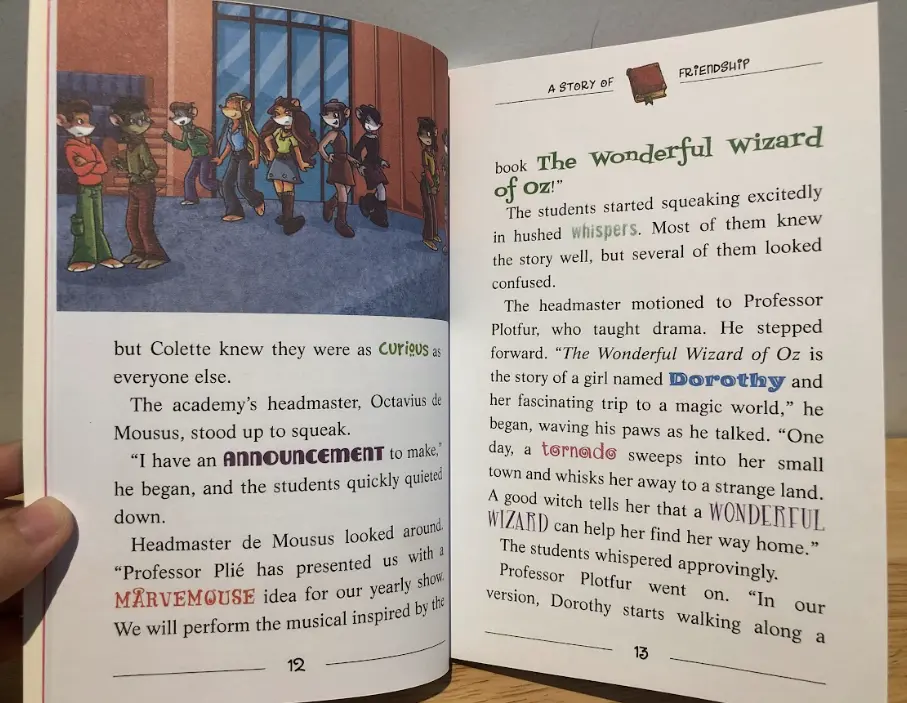 but Colette knew they were as curious as
everyone else.
The academy's headmaster, Octavius de
Mousus, stood up to squeak.
"I have an ANNOUNCEMENT to make,"
he began, and the students quickly quieted
down.
Headmaster de Mousus looked around.
"Professor Plié has presented us with a
MARVEMOUSE idea for our yearly show.
We will perform the musical inspired by the
12
A STORY OF FRIENDSHIP
book The Wonderful Wizard
of Oz!"
The students started squeaking excitedly
in hushed whispers. Most of them knew
the story well, but several of them looked
confused.
The headmaster motioned to Professor
Plotfur, who taught drama. He stepped
forward. "The Wonderful Wizard of Oz is
the story of a girl named Dorothy and
her fascinating trip to a magic world," he
began, waving his paws as he talked. "One
day, a tornado sweeps into her small
town and whisks her away to a strange land.
A good witch tells her that a WONDERFUL
WIZARD can help her find her way home."
The students whispered approvingly.
Professor Plotfur went on. "In our
version, Dorothy starts walking along a
13